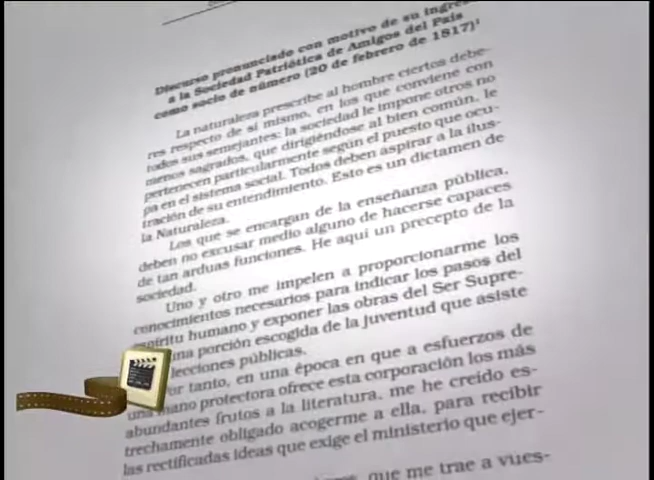 Discurso pronunciado con motivo de su ingre
a la Sociedad Patriótica de Amigos del País
como socio de número (20 de febrero de 1817)¹
La naturaleza prescribe al hombre ciertos debe-
res respecto de sí mismo, en los que conviene con
todos sus semejantes: la sociedad le impone otros no
menos sagrados, que dirigiéndose al bien común, le
pertenecen particularmente según el puesto que ocu-
pa en el sistema social. Todos deben aspirar a la ilus-
tración de su entendimiento. Esto es un dictamen de
la Naturaleza.
Los que se encargan de la enseñanza pública,
deben no excusar medio alguno de hacerse capaces
de tan arduas funciones. He aquí un precepto de la
sociedad.
Uno y otro me impelen a proporcionarme los
conocimientos necesarios para indicar los pasos del
espíritu humano y exponer las obras del Ser Supre-
na porción escogida de la juventud que asiste
lecciones públicas.
or tanto, en una época en que a esfuerzos de
una mano protectora ofrece esta corporación los más
abundantes frutos a la literatura, me he creído es-
trechamente obligado acogerme a ella, para recibir
las rectificadas ideas que exige el ministerio que ejer-
que me trae a vues-